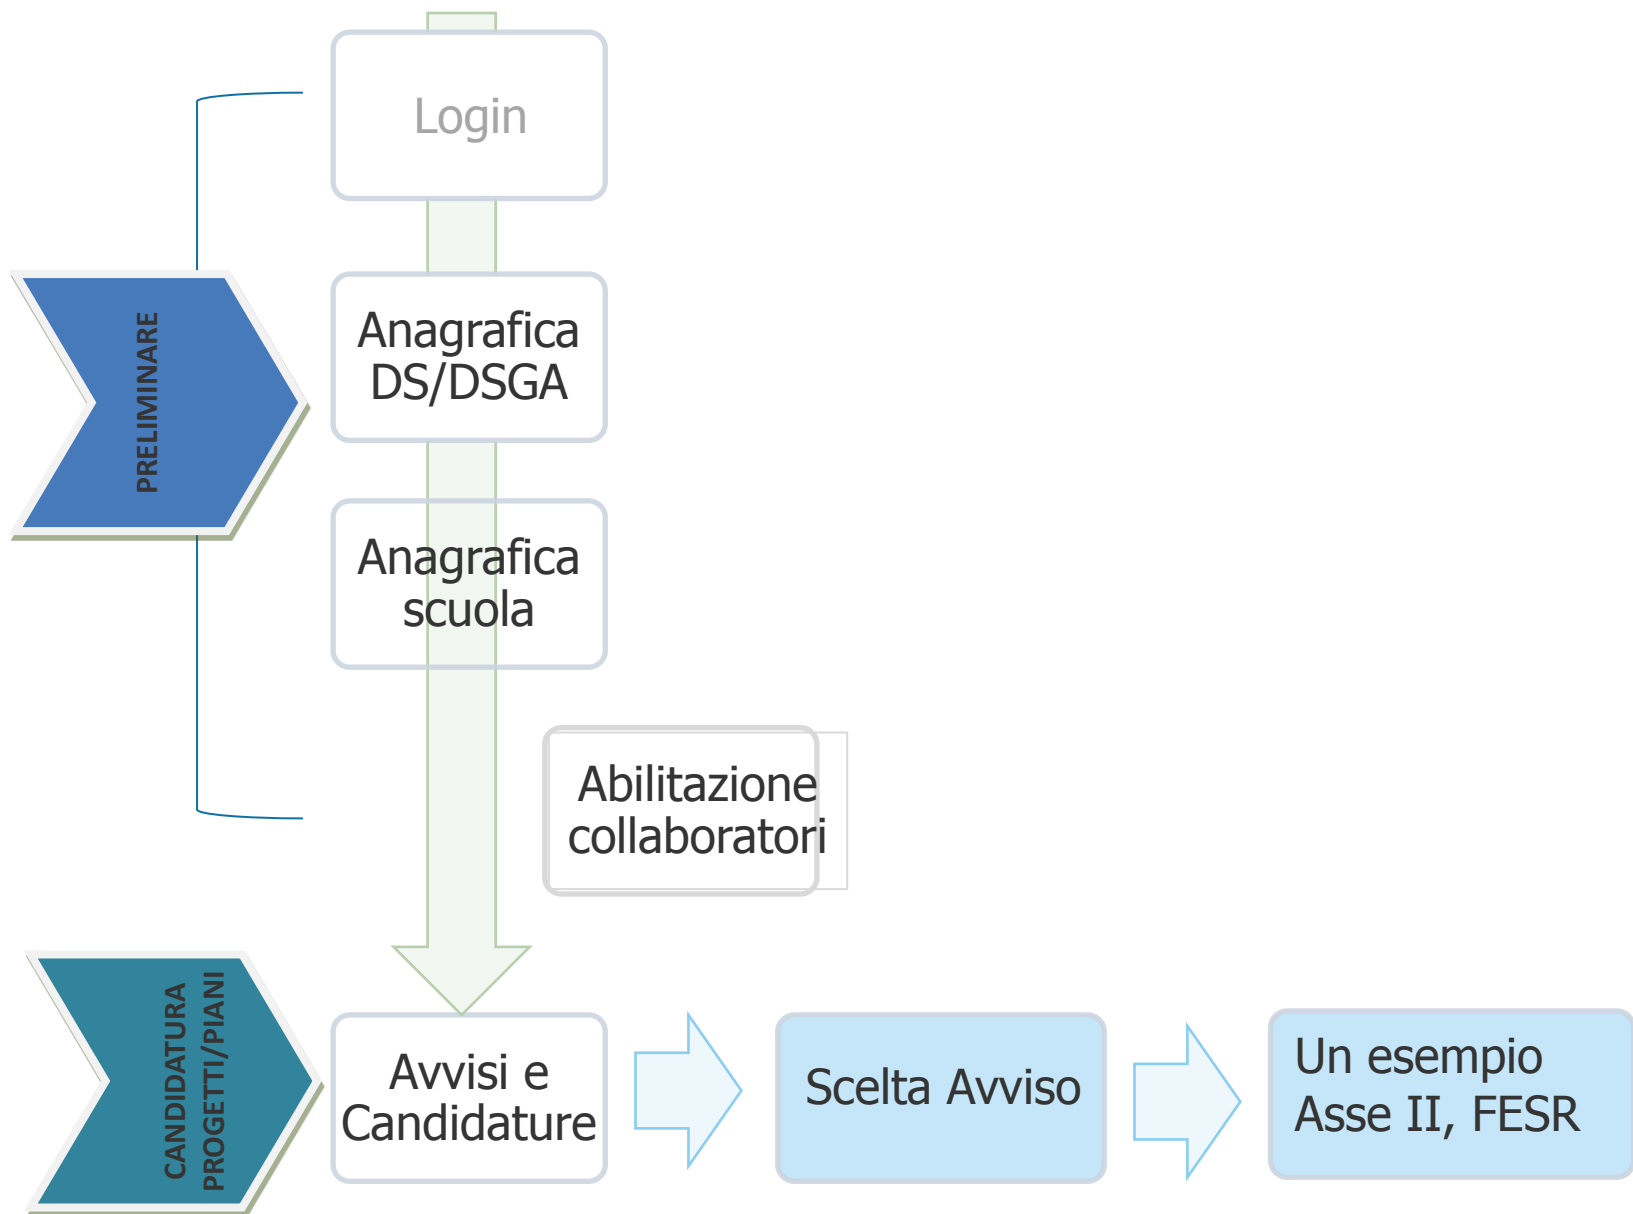 Login
PRELIMINARE
Anagrafica
DS/DSGA
Anagrafica
scuola
Abilitazione
collaboratori
CANDIDATURA
PROGETTI/PIANI
Avvisi e
Candidature
Scelta Avviso
Un esempio
Asse II, FESR